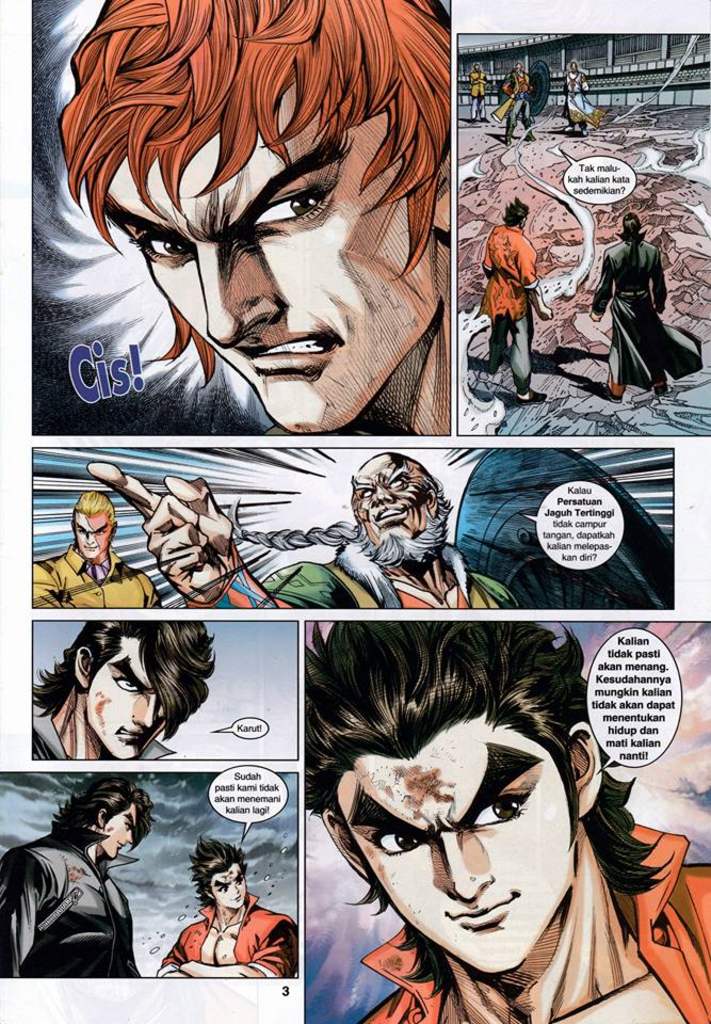 Cis!
Tak malu-
kah kalian kata
sedemikian?
Kalau
Persatuan
Jaguh Tertinggi
tidak campur
tangan, dapatkah
kalian melepas-
kan diri?
Karut!
Kalian
tidak pasti
akan menang.
Kesudahannya
mungkin kalian
tidak akan dapat
menentukan
hidup dan
mati kalian
nanti!
Sudah
pasti kami tidak
akan menemani
kalian lagi!
3